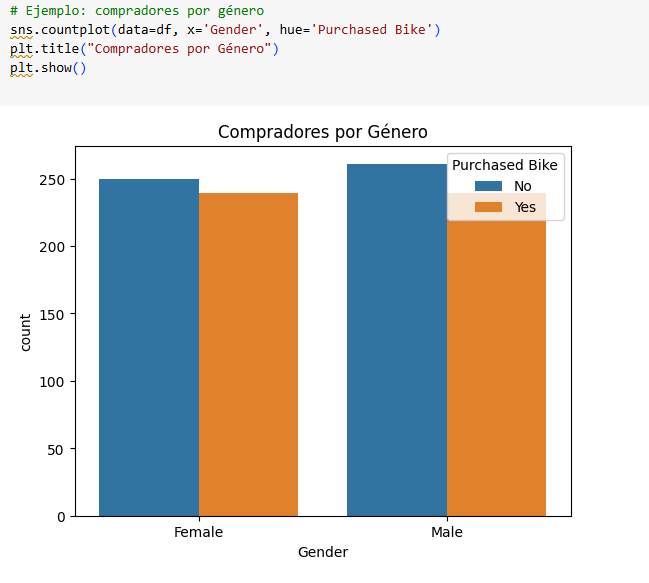 # Ejemplo: compradores por género
sns.countplot(data=df, x='Gender', hue='Purchased Bike')
plt.title("Compradores por Género")
plt.show()
Compradores por Género
Purchased Bike
No
Yes
250
200
150
100
50
0
count
Female
Male
Gender